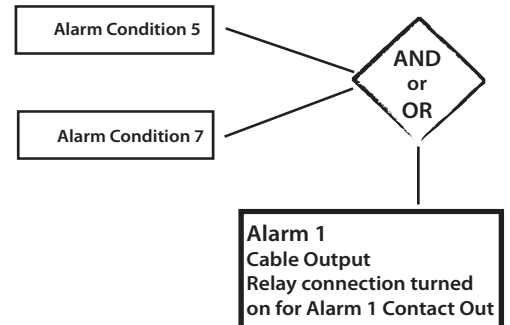 Alarm Condition 5
AND
or
OR
Alarm Condition 7
Alarm 1
Cable Output
Relay connection turned
on for Alarm 1 Contact Out